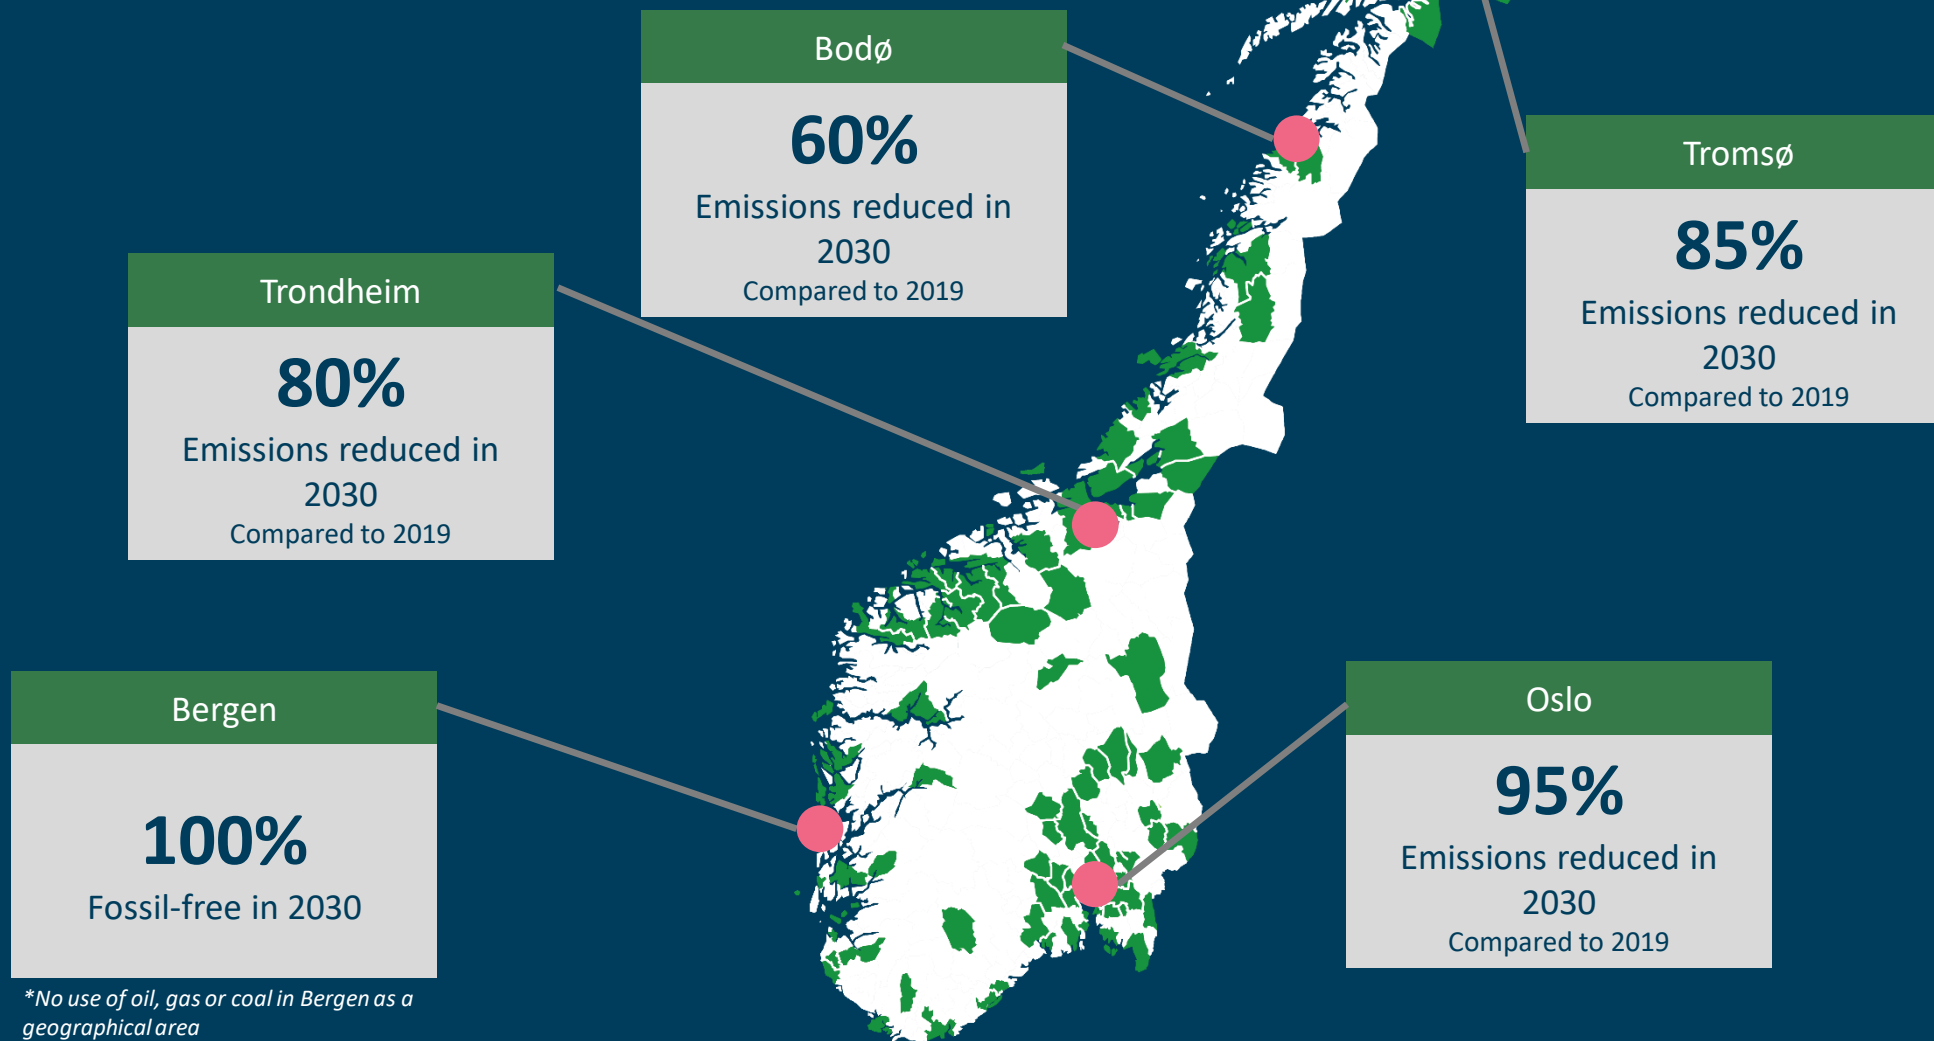 Bodø
60%
Emissions reduced in
2030
Compared to 2019
Tromsø
85%
Emissions reduced in
2030
Compared to 2019
Trondheim
80%
Emissions reduced in
2030
Compared to 2019
Bergen
100%
Fossil-free in 2030
*No use of oil, gas or coal in Bergen as a
geographical area
Oslo
95%
Emissions reduced in
2030
Compared to 2019